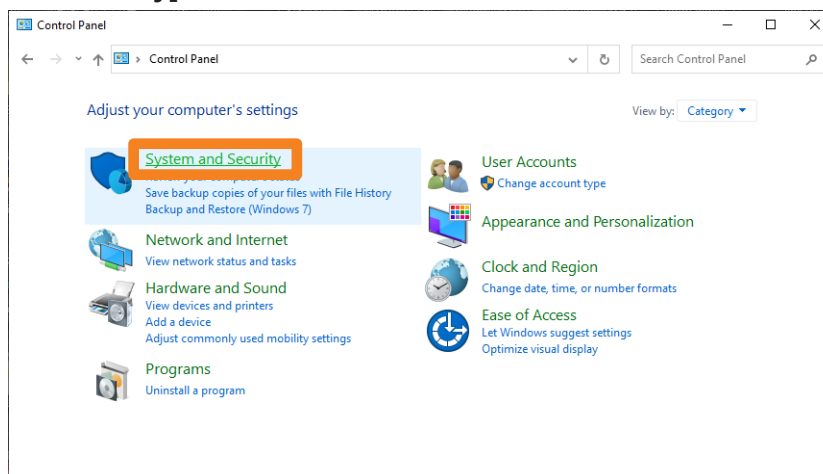 Control Panel
Control Panel
Search Control Panel
Adjust your computer's settings
View by: Category
System and Security
Save backup copies of your files with File History
Backup and Restore (Windows 7)
Network and Internet
View network status and tasks
Hardware and Sound
View devices and printers
Add a device
Adjust commonly used mobility settings
Programs
Uninstall a program
User Accounts
Change account type
Appearance and Personalization
Clock and Region
Change date, time, or number formats
Ease of Access
Let Windows suggest settings
Optimize visual display